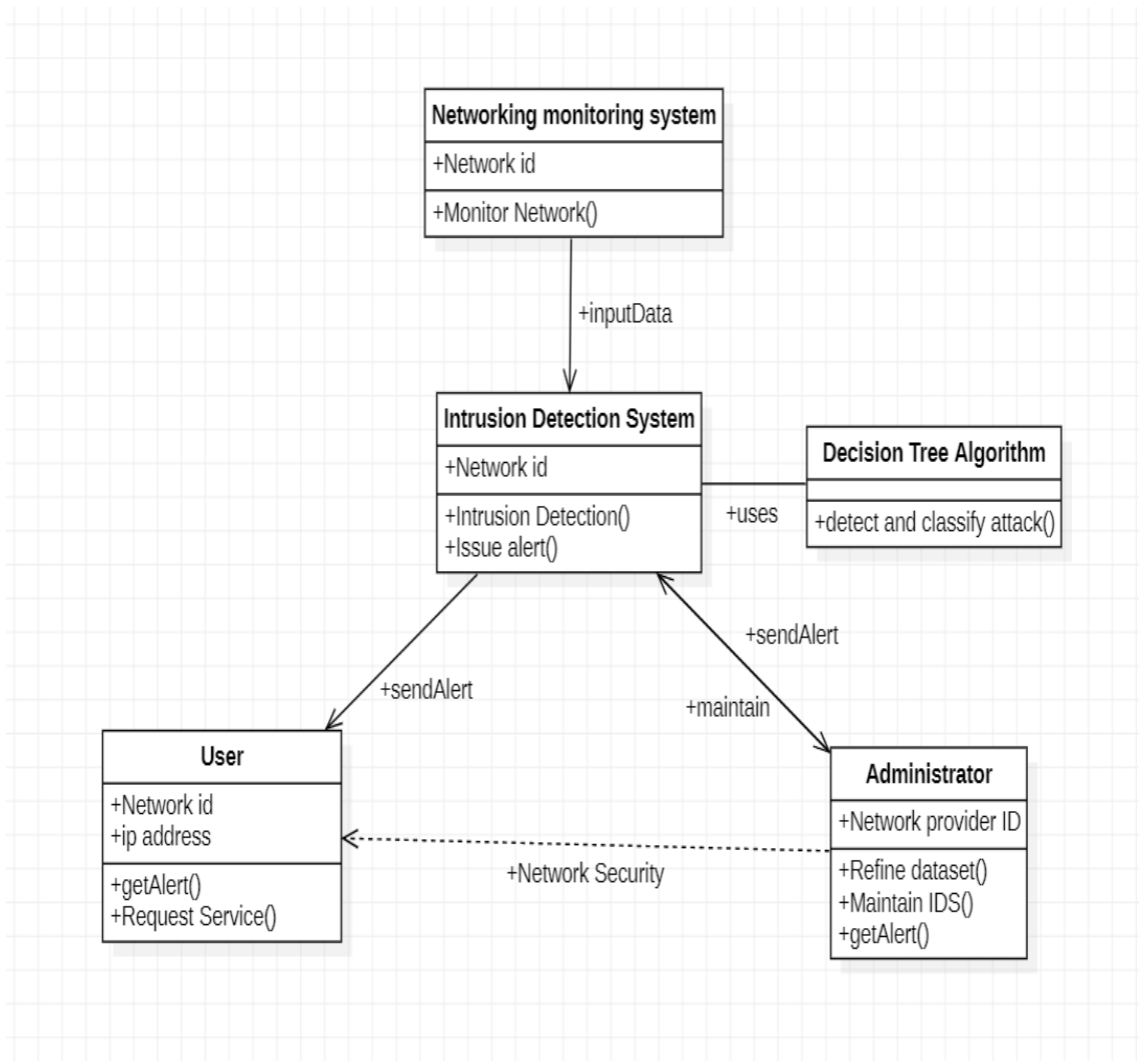 Networking monitoring system
+Network id
+Monitor Network()
+inputData
Intrusion Detection System
+Network id
+Intrusion Detection()
+Issue alert()
+uses
Decision Tree Algorithm
+detect and classify attack()
+sendAlert
+sendAlert
+maintain
User
+Network id
+ip address
+getAlert()
+Request Service()
+Network Security
Administrator
+Network provider ID
+Refine dataset()
+Maintain IDS()
+getAlert()